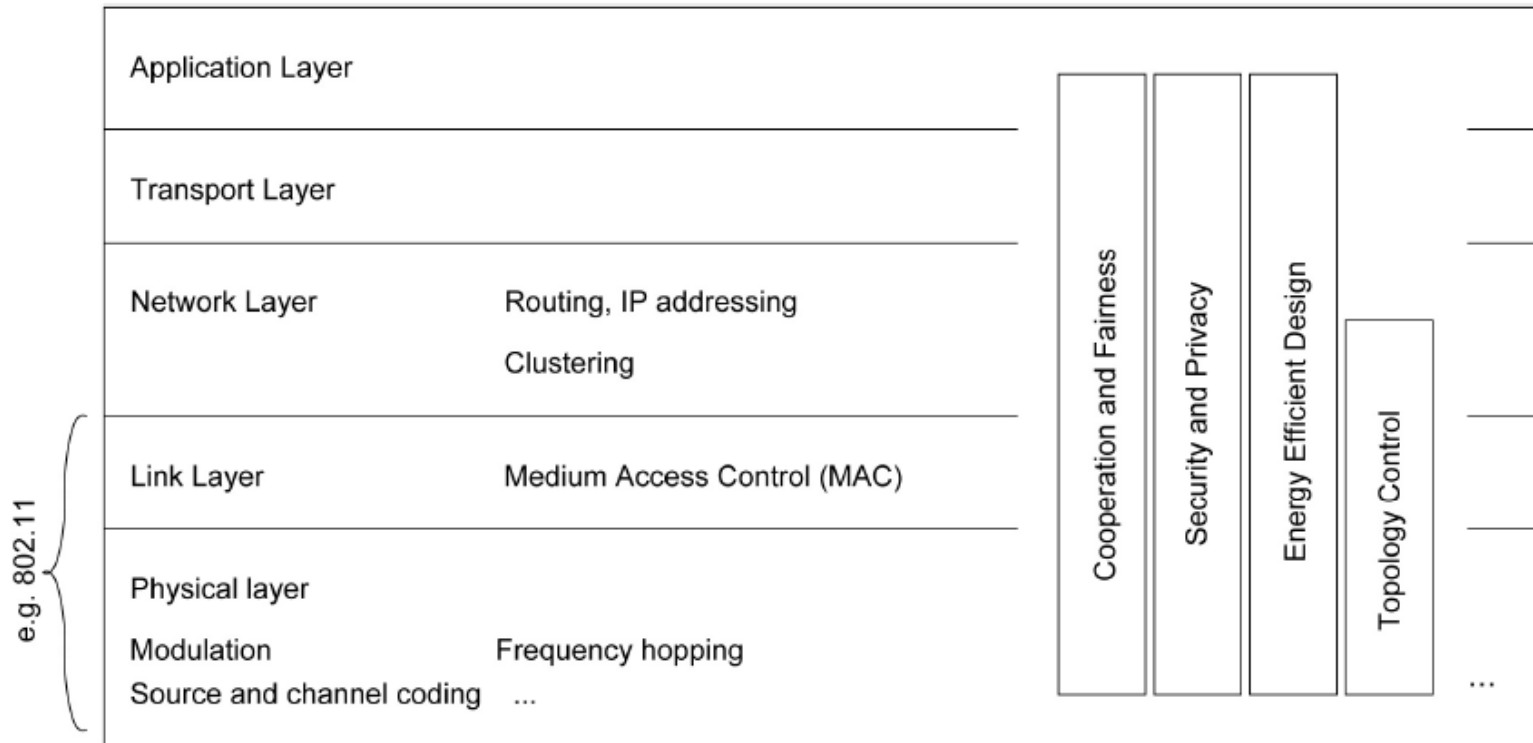 Application Layer
Transport Layer
Network Layer Routing, IP addressing
Clustering
Link Layer Medium Access Control (MAC)
Physical layer
Modulation Frequency hopping
Source and channel coding ...
e.g. 802.11
Cooperation and Fairness
Security and Privacy
Energy Efficient Design
Topology Control
...